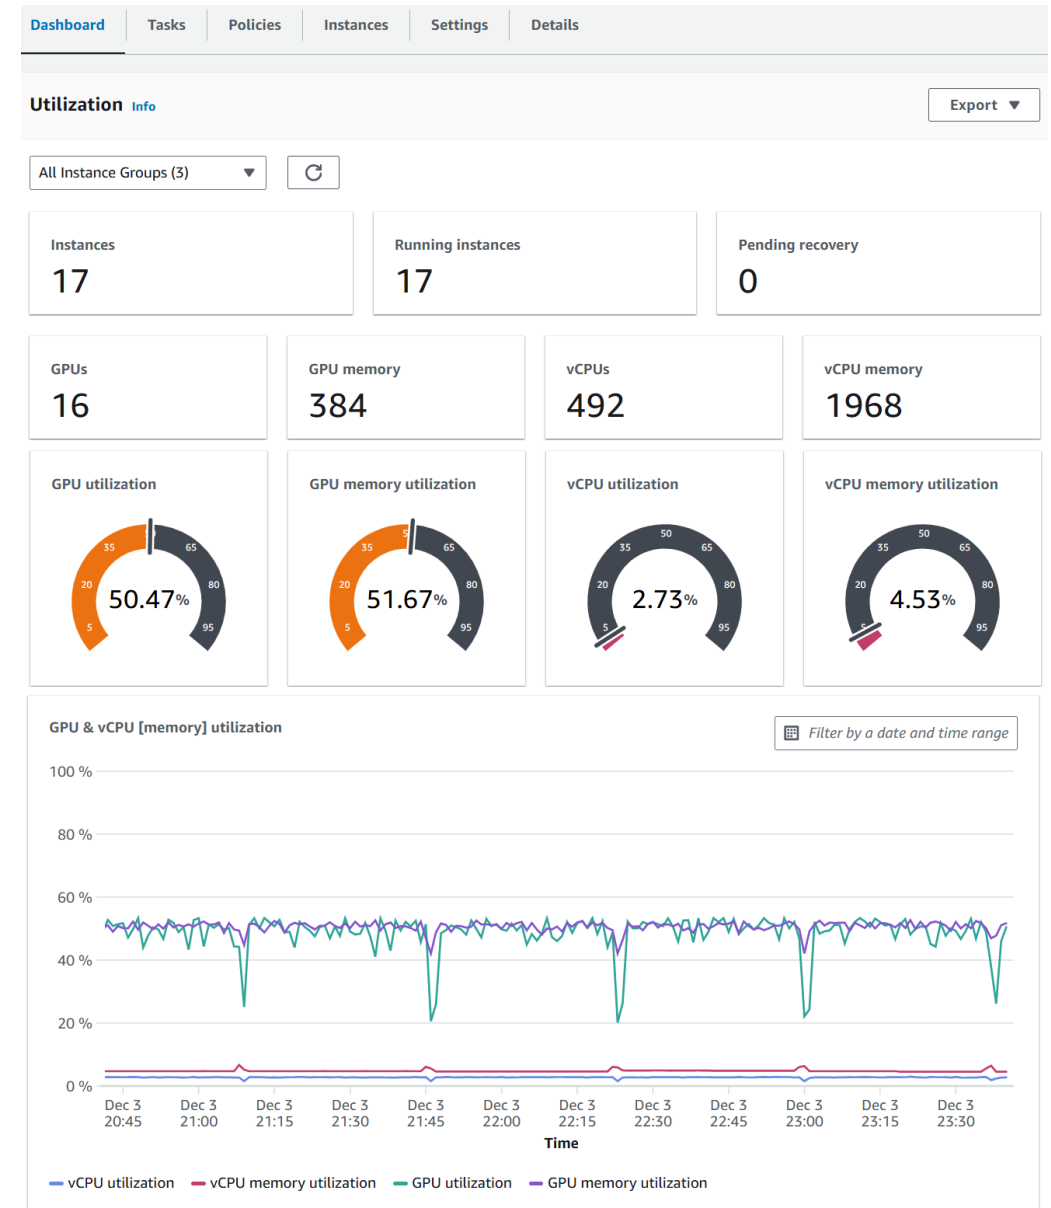 Dashboard Tasks Policies Instances Settings Details
Utilization Info
Export
All Instance Groups (3)
Instances
17
Running instances
17
Pending recovery
0
GPUs
16
GPU memory
384
vCPUs
492
vCPU memory
1968
GPU utilization
5 20 35 65 80 95
50.47%
GPU memory utilization
5 20 35 65 80 95
51.67%
vCPU utilization
5 20 35 50 65 80 95
2.73%
vCPU memory utilization
5 20 35 50 65 80 95
4.53%
GPU & vCPU [memory] utilization
Filter by a date and time range
100 %
80 %
60 %
40 %
20 %
0 %
Dec 3 Dec 3 Dec 3 Dec 3 Dec 3 Dec 3 Dec 3 Dec 3 Dec 3 Dec 3 Dec 3 Dec 3
20:45 21:00 21:15 21:30 21:45 22:00 22:15 22:30 22:45 23:00 23:15 23:30
Time
vCPU utilization vCPU memory utilization GPU utilization GPU memory utilization